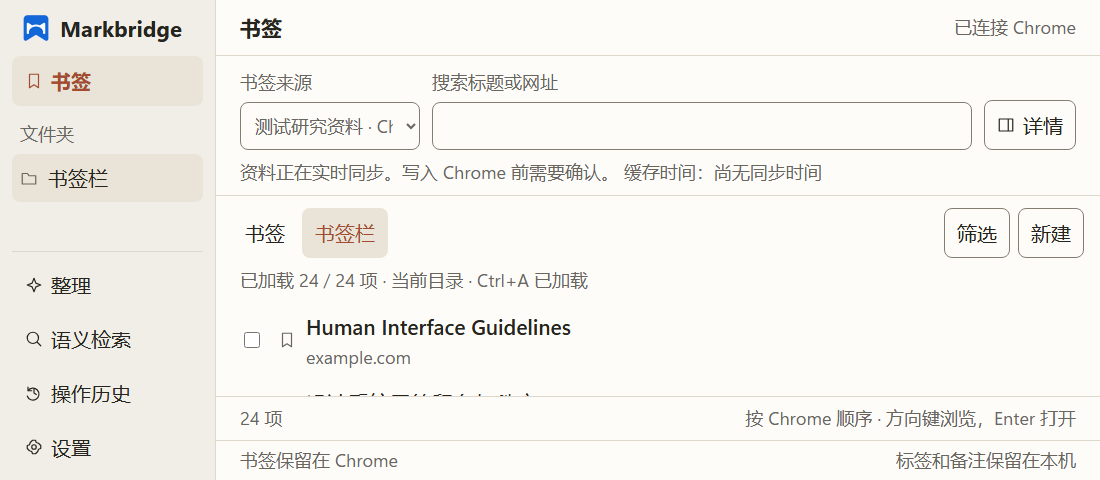 Markbridge
书签
文件夹
书签栏
整理
语义检索
操作历史
设置
书签
已连接 Chrome
书签来源
搜索标题或网址
测试研究资料 · Ch
详情
资料正在实时同步。写入 Chrome 前需要确认。 缓存时间：尚无同步时间
书签 书签栏
筛选 新建
已加载 24 / 24 项 · 当前目录 · Ctrl+A 已加载
Human Interface Guidelines
example.com
24 项
按 Chrome 顺序 · 方向键浏览，Enter 打开
书签保留在 Chrome
标签和备注保留在本机